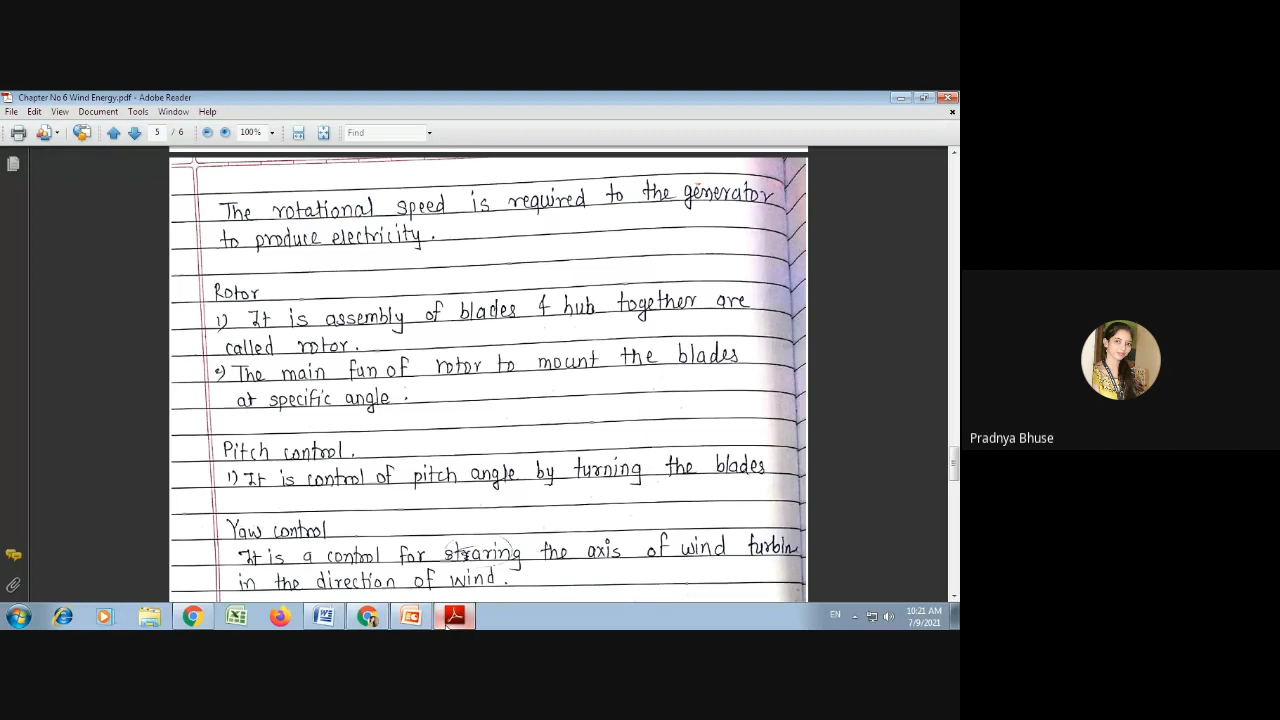 Chapter No 6 Wind Energy.pdf - Adobe Reader
File Edit View Document Tools Window Help
5 / 6 100% Find
The rotational speed is required to the generator
to produce electricity.
Rotor
1) It is assembly of blades & hub together are
called rotor.
2) The main fun of rotor to mount the blades
at specific angle.
Pitch control.
1) It is control of pitch angle by turning the blades
Yaw control
It is a control for the axis of wind turbin
in the direction of wind.
Pradnya Bhuse
EN
10:21 AM
7/9/2021